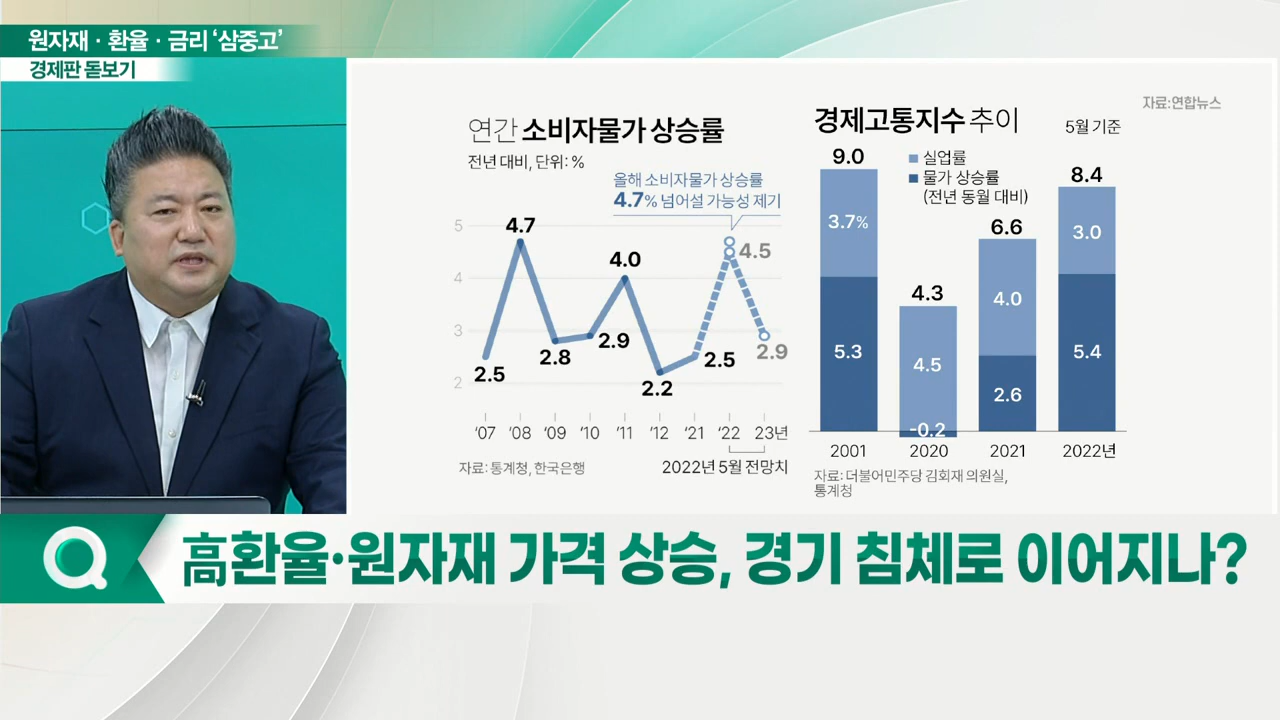 원자재 · 환율 · 금리 ‘삼중고’
경제판 돋보기
자료:연합뉴스
연간 소비자물가 상승률
전년 대비, 단위: %
올해 소비자물가 상승률
4.7% 넘어설 가능성 제기
5
4
3
2
2.5
4.7
2.8
2.9
4.0
2.2
2.5
4.5
2.9
‘07 ‘08 ‘09 ‘10 ‘11 ‘12 ‘21 ‘22 23년
자료: 통계청, 한국은행
2022년 5월 전망치
경제고통지수 추이
5월 기준
실업률
물가 상승률
(전년 동월 대비)
9.0
3.7%
5.3
4.3
4.5
-0.2
6.6
4.0
2.6
8.4
3.0
5.4
2001 2020 2021 2022년
자료: 더불어민주당 김회재 의원실,
통계청
高환율·원자재 가격 상승, 경기 침체로 이어지나?